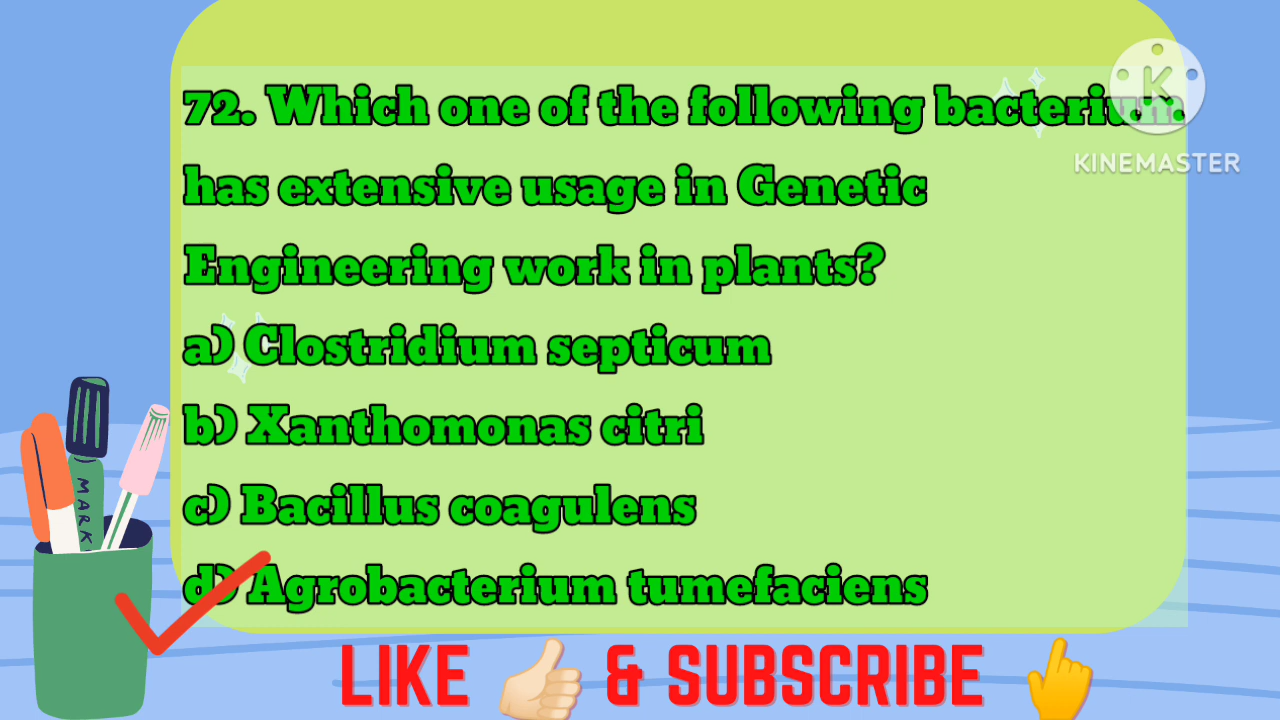 72. Which one of the following bacterium
has extensive usage in Genetic
Engineering work in plants?
a) Clostridium septicum
b) Xanthomonas citri
c) Bacillus coagulens
d) Agrobacterium tumefaciens
K
KINEMASTER
MARK
LIKE & SUBSCRIBE